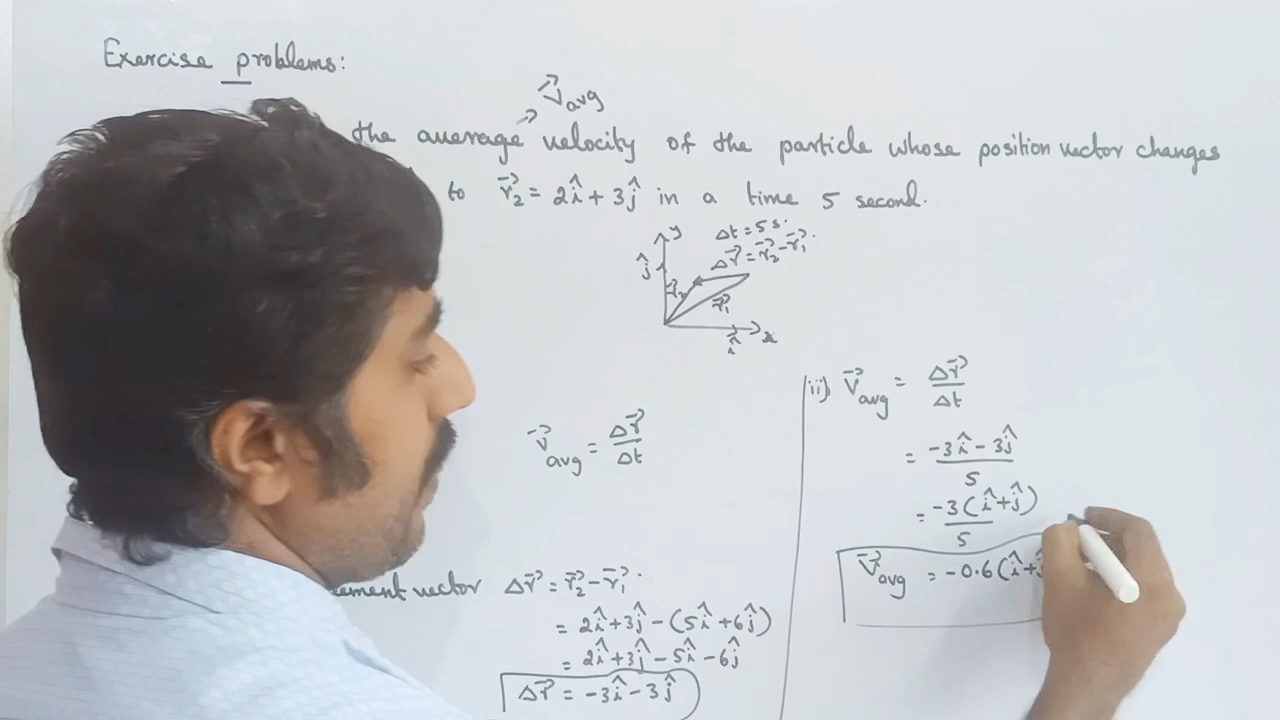 Exercise problems:
V⃗avg
the average velocity of the particle whose position vector changes
to r⃗₂ = 2î + 3ĵ in a time 5 second.
y
Δt = 5 s.
Δr⃗ = r⃗₂ - r⃗₁.
ĵ
r⃗₂
r⃗₁
x
î
V⃗avg = Δr⃗/Δt
ement vector Δr⃗ = r⃗₂ - r⃗₁.
= 2î + 3ĵ - (5î + 6ĵ)
= 2î + 3ĵ - 5î - 6ĵ
Δr⃗ = -3î - 3ĵ
ii) V⃗avg = Δr⃗/Δt
= (-3î - 3ĵ)/5
= -3(î + ĵ)/5
V⃗avg = -0.6(î + ĵ